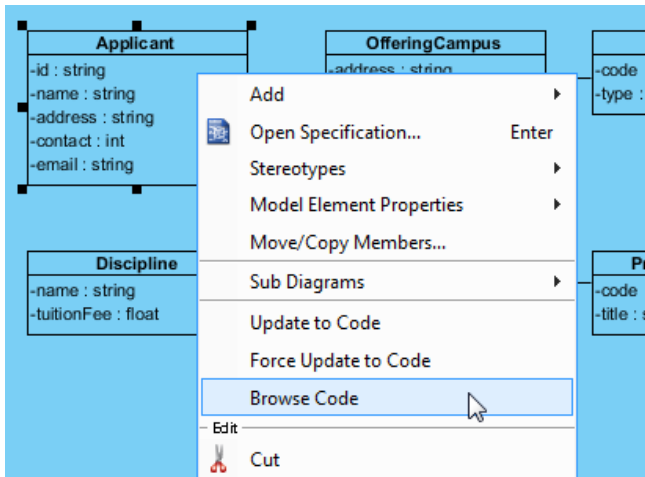 Applicant
-id : string
-name : string
-address : string
-contact : int
-email : string
OfferingCampus
-address : string
-code
-type :
Add
Open Specification... Enter
Stereotypes
Model Element Properties
Move/Copy Members...
Sub Diagrams
Update to Code
Force Update to Code
Browse Code
Edit
Cut
Discipline
-name : string
-tuitionFee : float
-code
-title :